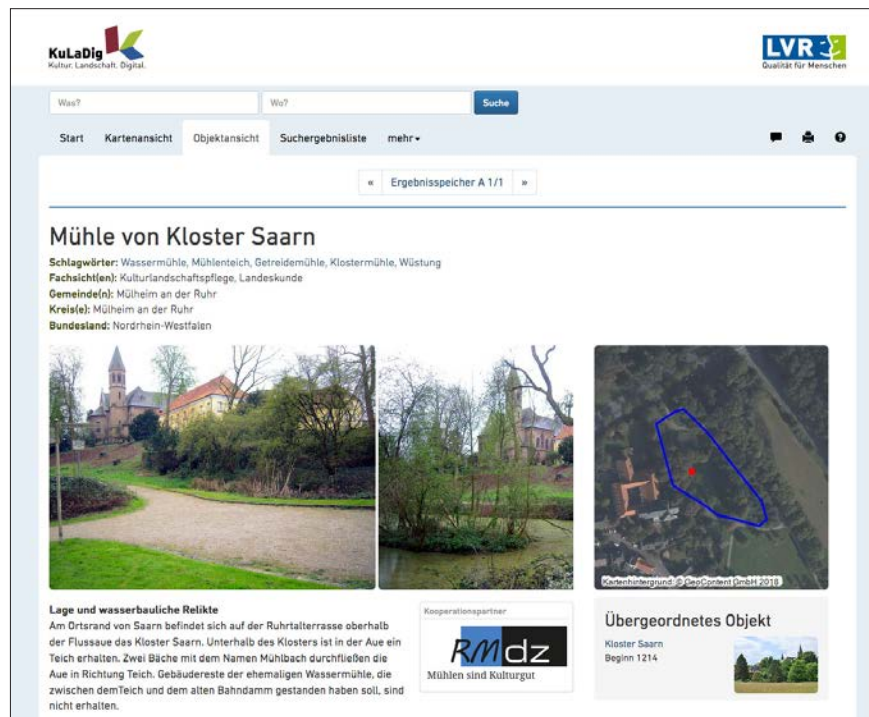 KuLaDig
Kultur. Landschaft. Digital.
LVR
Qualität für Menschen
Was?
Wo?
Suche
Start
Kartenansicht
Objektansicht
Suchergebnisliste
mehr
«
Ergebnisspeicher A 1/1
»
Mühle von Kloster Saarn
Schlagwörter: Wassermühle, Mühlenteich, Getreidemühle, Klostermühle, Wüstung
Fachsicht(en): Kulturlandschaftspflege, Landeskunde
Gemeinde(n): Mülheim an der Ruhr
Kreis(e): Mülheim an der Ruhr
Bundesland: Nordrhein-Westfalen
Kartenhintergrund: © GeoContent GmbH 2018
Lage und wasserbauliche Relikte
Am Ortsrand von Saarn befindet sich auf der Ruhrtalterrasse oberhalb
der Flussaue das Kloster Saarn. Unterhalb des Klosters ist in der Aue ein
Teich erhalten. Zwei Bäche mit dem Namen Mühlbach durchfließen die
Aue in Richtung Teich. Gebäudereste der ehemaligen Wassermühle, die
zwischen demTeich und dem alten Bahndamm gestanden haben soll, sind
nicht erhalten.
Kooperationspartner
RMdz
Mühlen sind Kulturgut
Übergeordnetes Objekt
Kloster Saarn
Beginn 1214